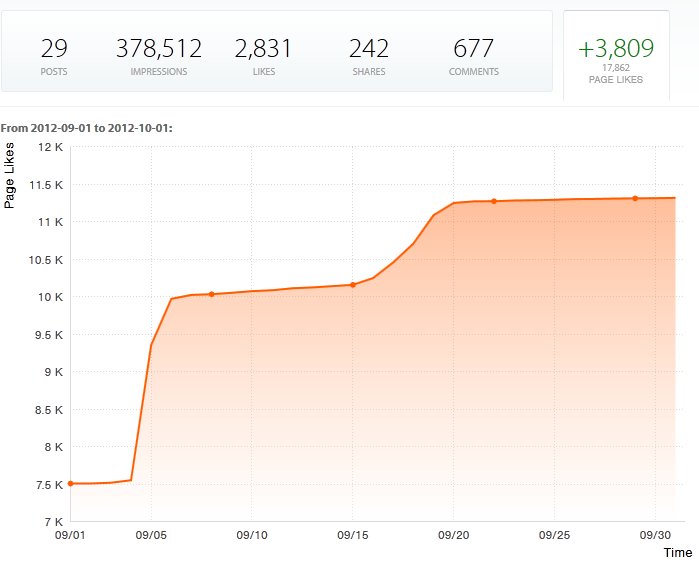 29 378,512 2,831 242 677 +3,809
17,862
POSTS IMPRESSIONS LIKES SHARES COMMENTS PAGE LIKES
From 2012-09-01 to 2012-10-01:
Page Likes
12 K
11.5 K
11 K
10.5 K
10 K
9.5 K
9 K
8.5 K
8 K
7.5 K
7 K
09/01 09/05 09/10 09/15 09/20 09/25 09/30
Time